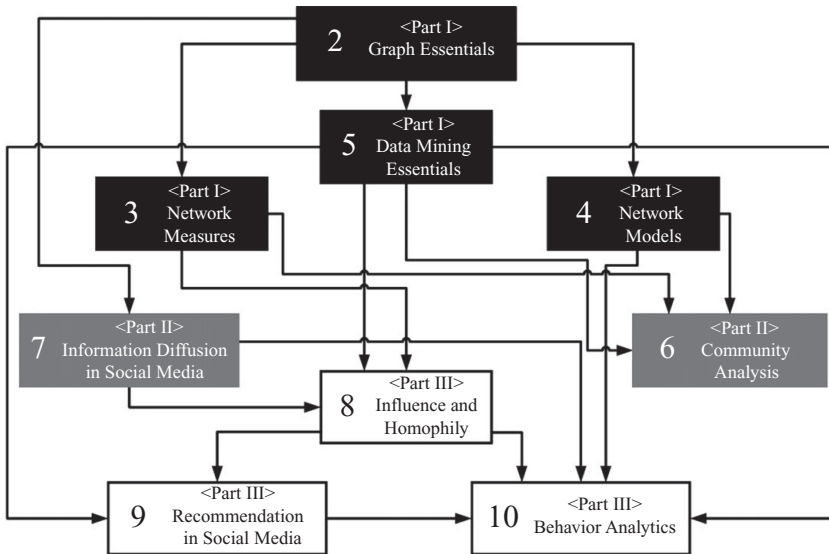 2
<Part I>
Graph Essentials
5
<Part I>
Data Mining
Essentials
3
<Part I>
Network
Measures
4
<Part I>
Network
Models
7
<Part II>
Information Diffusion
in Social Media
6
<Part II>
Community
Analysis
8
<Part III>
Influence and
Homophily
9
<Part III>
Recommendation
in Social Media
10
<Part III>
Behavior Analytics